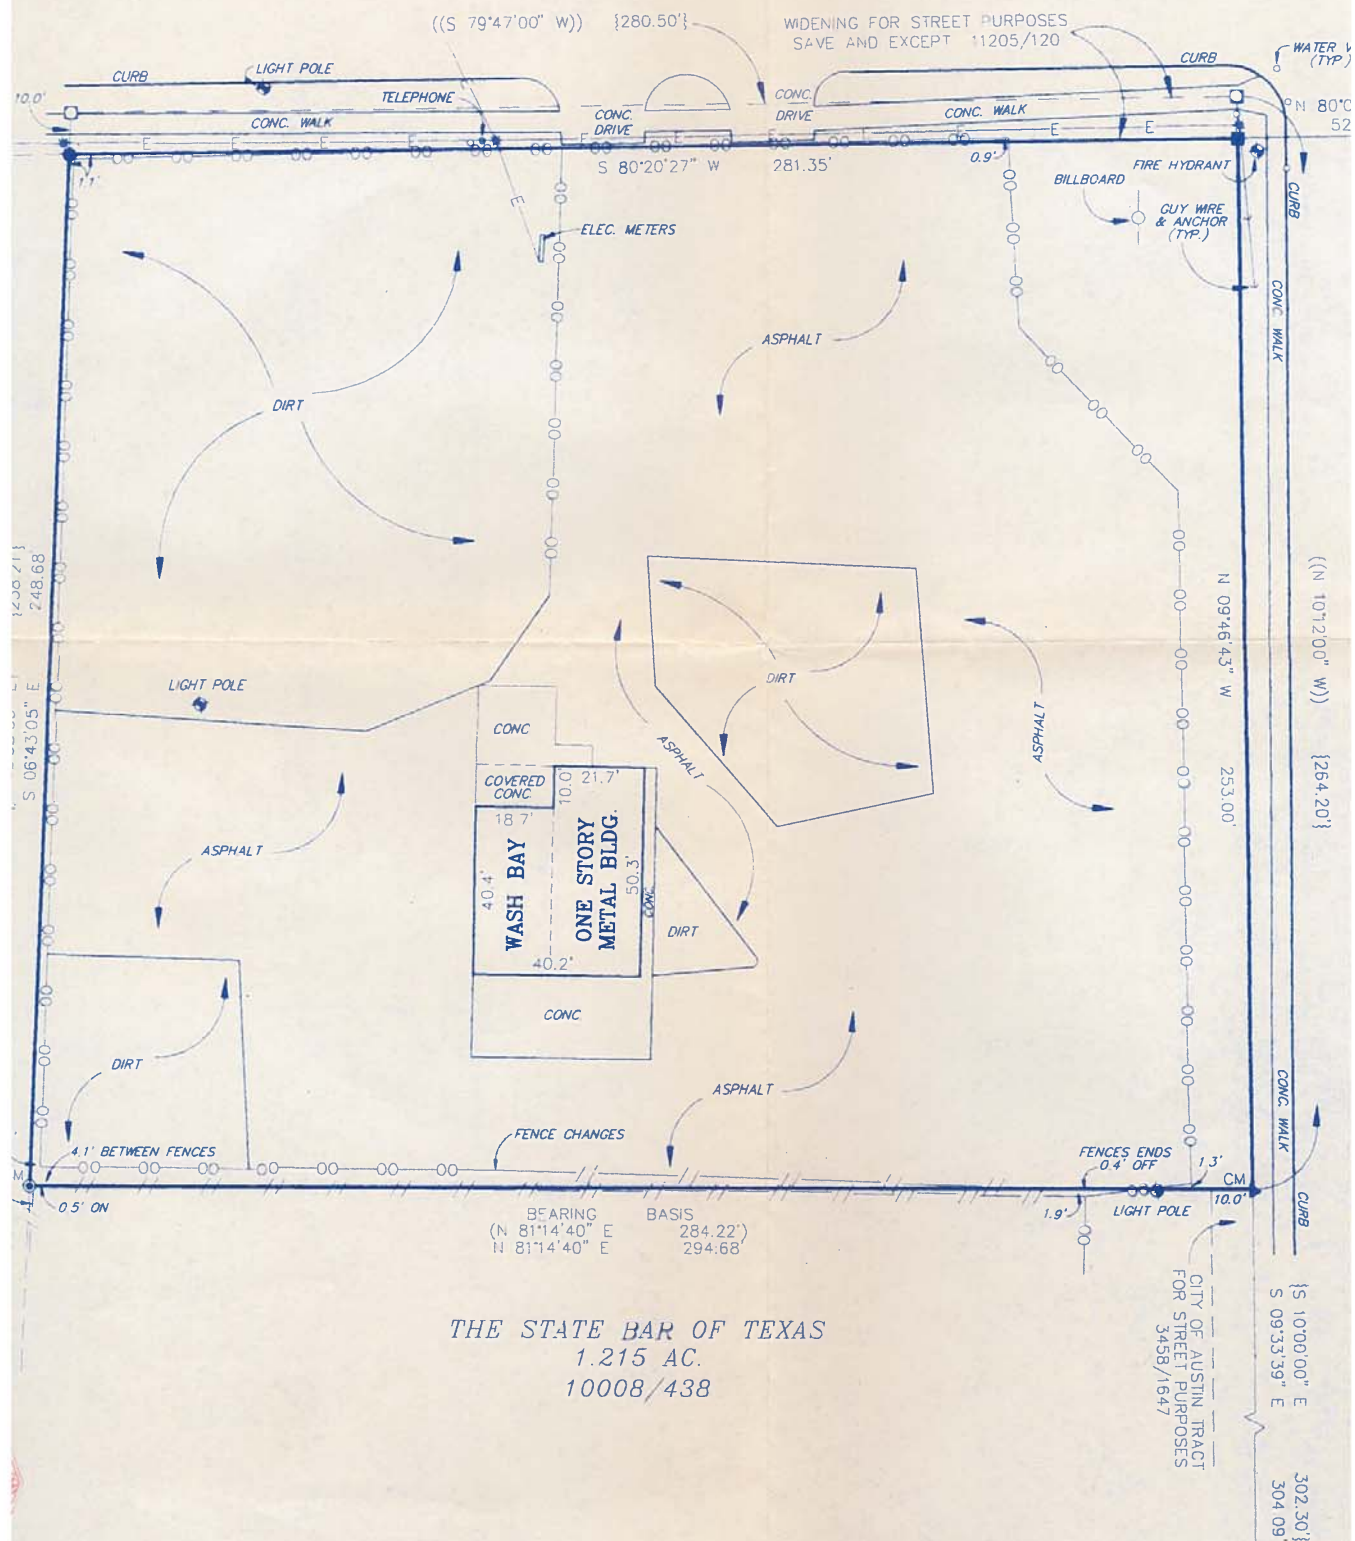 ((S 79°47'00" W)) {280.50'}
WIDENING FOR STREET PURPOSES
SAVE AND EXCEPT 11205/120
CURB
LIGHT POLE
CURB
WATER V
(TYP)
10.0'
TELEPHONE
CONC. WALK
CONC.
DRIVE
CONC.
DRIVE
CONC. WALK
N 80°0
52
E E E E E E E E
S 80°20'27" W 281.35'
0.9'
1.1'
FIRE HYDRANT
BILLBOARD
GUY WIRE
& ANCHOR
(TYP.)
CURB
E
ELEC. METERS
CONC. WALK
ASPHALT
DIRT
248.68
S 06°43'05" E
N 09°46'43" W 253.00'
((N 10°12'00" W)) {264.20'}
LIGHT POLE
DIRT
ASPHALT
ASPHALT
CONC
COVERED
CONC.
10.0'
21.7'
18.7'
WASH BAY
ONE STORY
METAL BLDG.
40.4'
50.3'
CONC.
40.2'
DIRT
ASPHALT
CONC
DIRT
ASPHALT
CONC. WALK
FENCE CHANGES
4.1' BETWEEN FENCES
FENCES ENDS
0.4' OFF
1.3'
M
CM
10.0'
0.5' ON
1.9'
LIGHT POLE
CURB
BEARING BASIS
(N 81°14'40" E 284.22')
N 81°14'40" E 294.68'
CITY OF AUSTIN TRACT
FOR STREET PURPOSES
3458/1647
{S 10°00'00" E 302.30'}
S 09°33'39" E 304.09'
THE STATE BAR OF TEXAS
1.215 AC.
10008/438